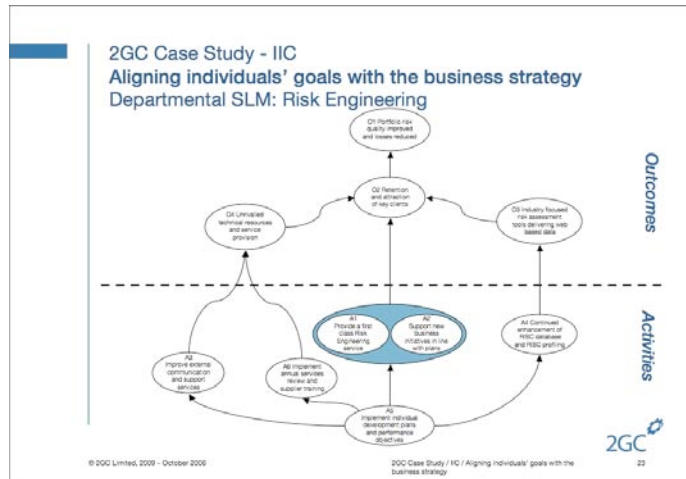 2GC Case Study - IIC
Aligning individuals’ goals with the business strategy
Departmental SLM: Risk Engineering
O1 Portfolio risk
quality improved
and losses reduced
O2 Retention
and attraction
of key clients
O4 Unrivalled
technical resources
and service
provision
O3 Industry focused
risk assessment
tools delivering web
based data
Outcomes
Activities
A1
Provide a first
class Risk
Engineering
service
A2
Support new
business
initiatives in line
with plans
A4 Continued
enhancement of
RISC database
and RISC profiling
A3
Improve external
communication
and support
services
A6 Implement
annual services
review and
supplier training
A5
Implement individual
development plans
and performance
objectives
2GC
© 2GC Limited, 2009 – October 2006
2GC Case Study / IIC / Aligning individuals’ goals with the
business strategy
23